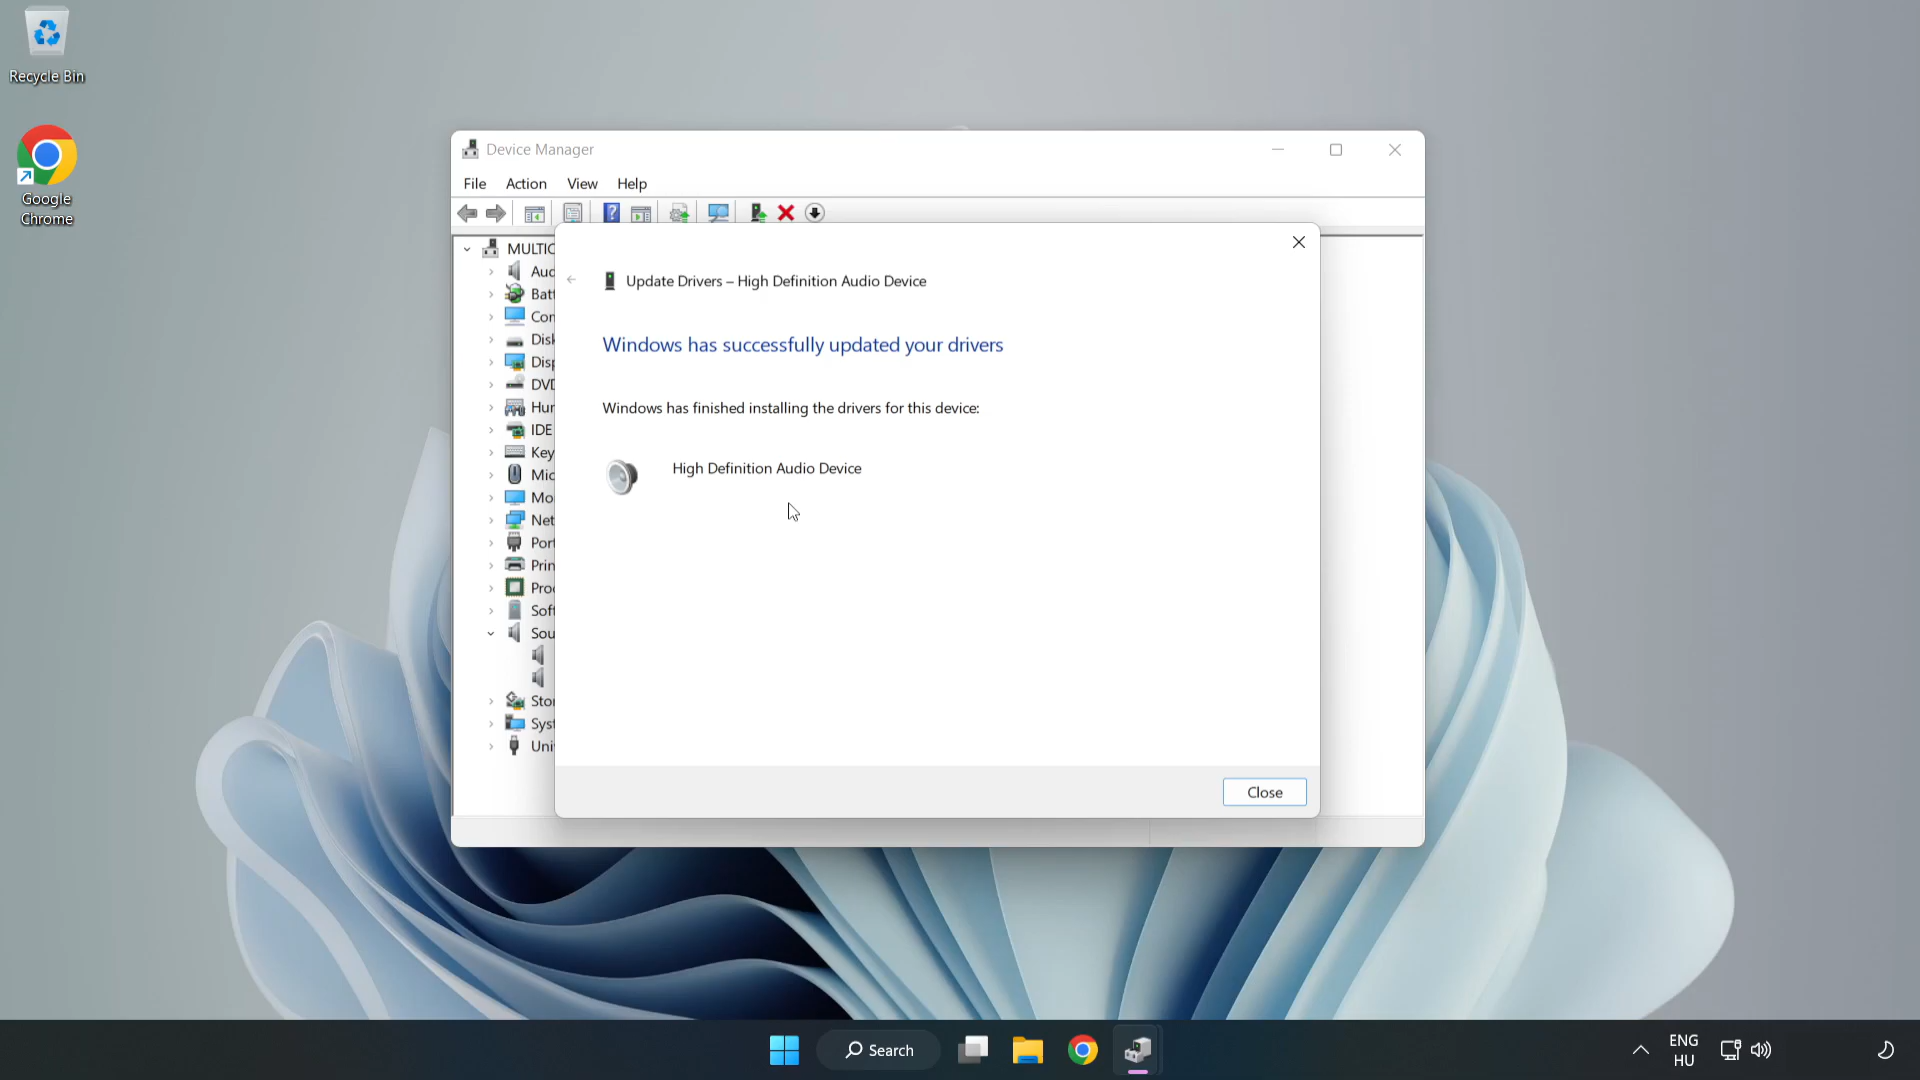 Recycle Bin
Google
Chrome
Device Manager
File Action View Help
Update Drivers – High Definition Audio Device
Windows has successfully updated your drivers
Windows has finished installing the drivers for this device:
High Definition Audio Device
Close
MULTIC
Aud
Batt
Con
Disk
Disp
DVD
Hur
IDE
Key
Mic
Mor
Net
Port
Prin
Proc
Soft
Sou
Stor
Syst
Univ
Search
ENG
HU